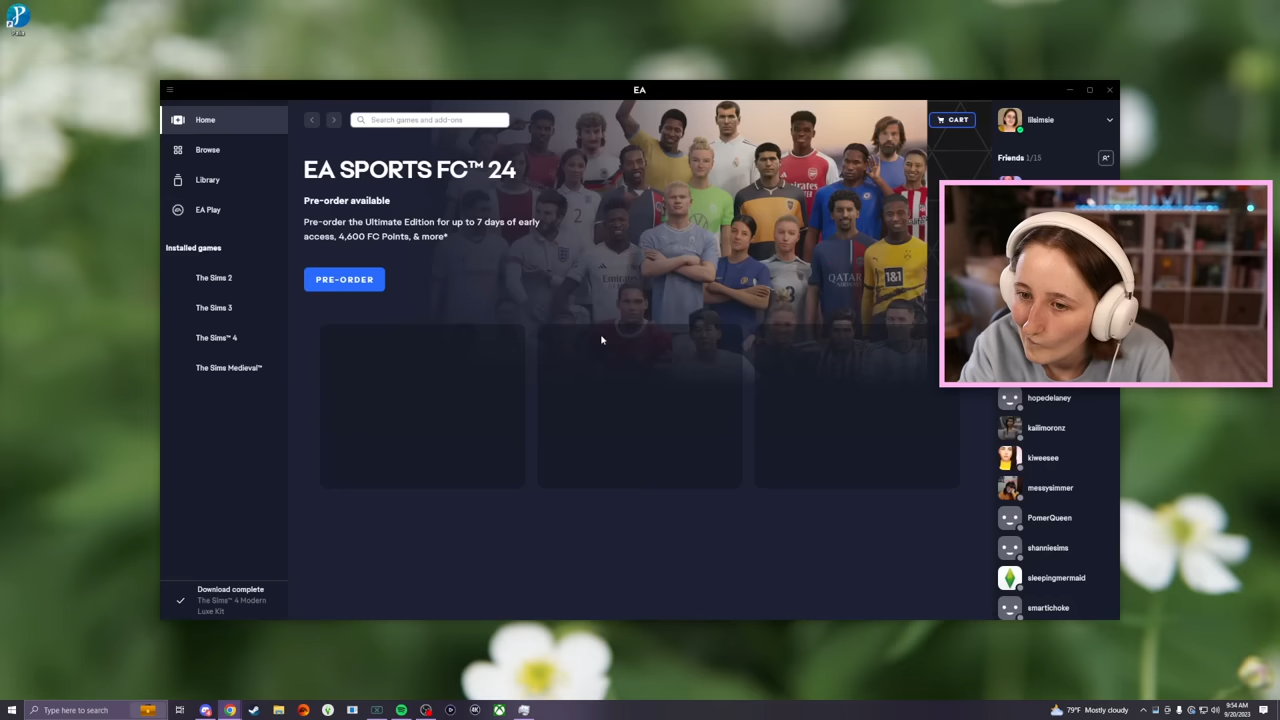 Palia
EA
Home
Browse
Library
EA Play
Installed games
The Sims 2
The Sims 3
The Sims™ 4
The Sims Medieval™
Download complete
The Sims™ 4 Modern
Luxe Kit
Search games and add-ons
CART
EA SPORTS FC™ 24
Pre-order available
Pre-order the Ultimate Edition for up to 7 days of early
access, 4,600 FC Points, & more*
PRE-ORDER
lilsimsie
Friends 1/15
hopedelaney
kailimoronz
kiweesee
messysimmer
PomerQueen
shanniesims
sleepingmermaid
smartichoke
Type here to search
79°F Mostly cloudy
9:54 AM
9/20/2023